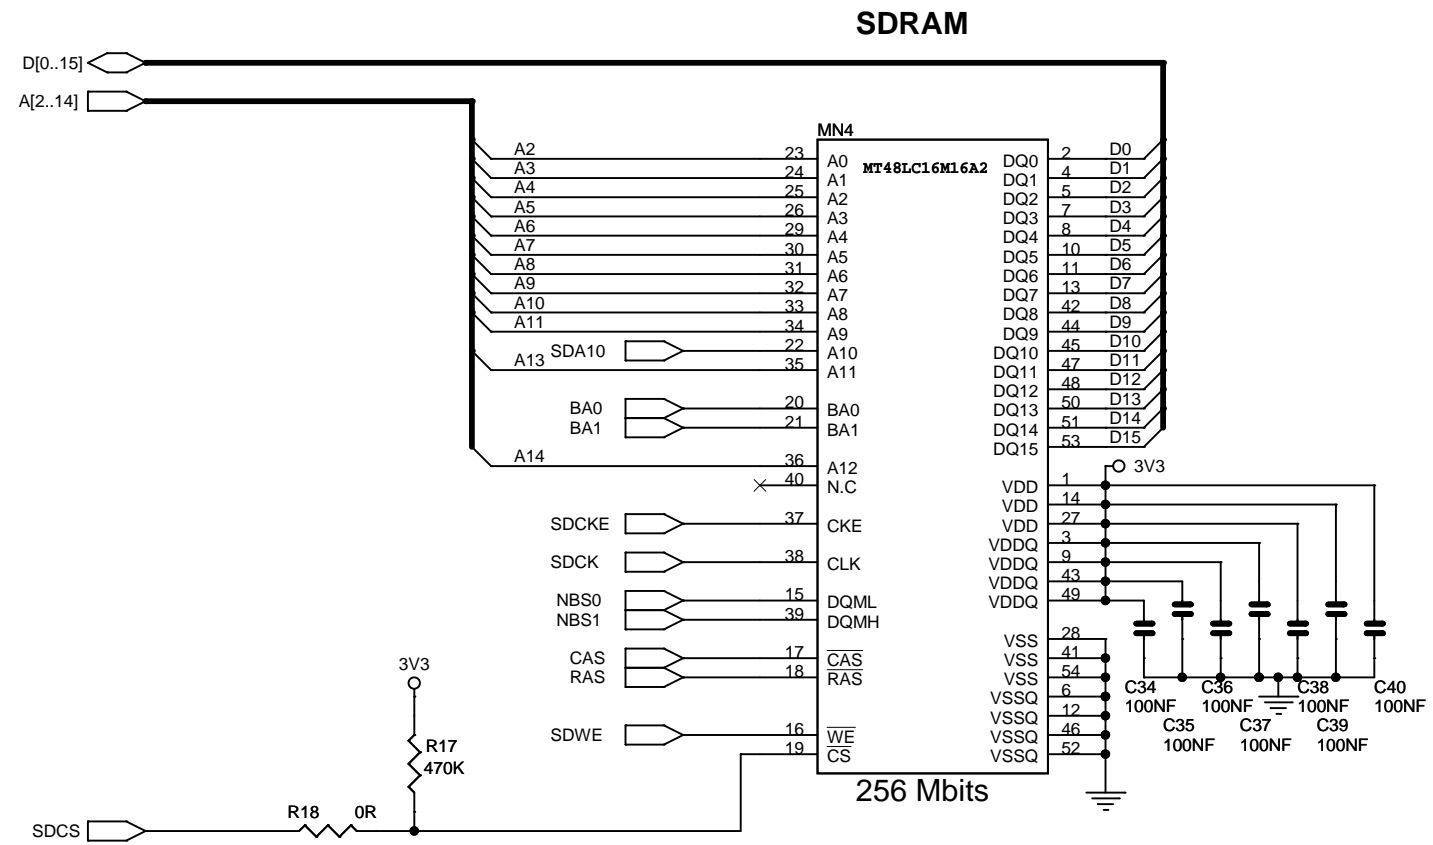 SDRAM
D[0..15]
A[2..14]
MN4
MT48LC16M16A2
A2 23 A0 DQ0 2 D0
A3 24 A1 DQ1 4 D1
A4 25 A2 DQ2 5 D2
A5 26 A3 DQ3 7 D3
A6 29 A4 DQ4 8 D4
A7 30 A5 DQ5 10 D5
A8 31 A6 DQ6 11 D6
A9 32 A7 DQ7 13 D7
A10 33 A8 DQ8 42 D8
A11 34 A9 DQ9 44 D9
SDA10 22 A10 DQ10 45 D10
A13 35 A11 DQ11 47 D11
DQ12 48 D12
BA0 20 BA0 DQ13 50 D13
BA1 21 BA1 DQ14 51 D14
DQ15 53 D15
A14 36 A12 3V3
40 N.C VDD 1
VDD 14
SDCKE 37 CKE VDD 27
VDDQ 3
SDCK 38 CLK VDDQ 9
VDDQ 43
NBS0 15 DQML VDDQ 49
NBS1 39 DQMH
VSS 28
CAS 17 CAS VSS 41
RAS 18 RAS VSS 54
VSSQ 6
VSSQ 12
SDWE 16 WE VSSQ 46
19 CS VSSQ 52
C34 C36 C38 C40
100NF 100NF 100NF 100NF
C35 C37 C39
100NF 100NF 100NF
3V3
R17
470K
256 Mbits
R18 0R
SDCS